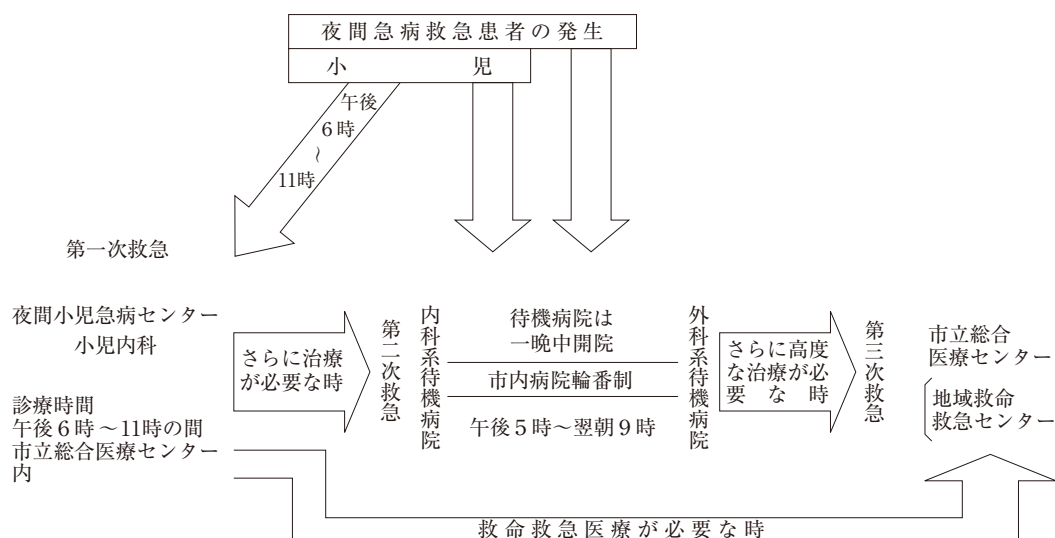 夜間急病救急患者の発生
小児
午後
6時
〜
11時
第一次救急
夜間小児急病センター
小児内科
診療時間
午後6時〜11時の間
市立総合医療センター
内
さらに治療
が必要な時
第二次救急
内科系待機病院
待機病院は
一晩中開院
市内病院輪番制
午後5時〜翌朝9時
外科系待機病院
さらに高度
な治療が必
要な時
第三次救急
市立総合
医療センター
地域救命
救急センター
救命救急医療が必要な時